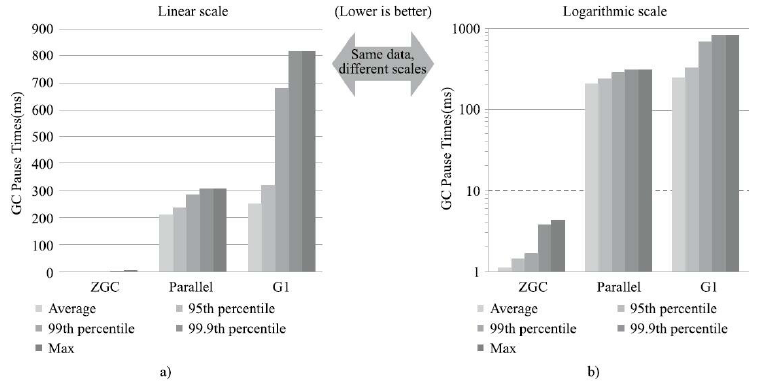 Linear scale
(Lower is better)
Logarithmic scale
Same data,
different scales
GC Pause Times(ms)
900
800
700
600
500
400
300
200
100
0
ZGC
Parallel
G1
Average
95th percentile
99th percentile
99.9th percentile
Max
a)
GC Pause Times(ms)
1000
100
10
1
ZGC
Parallel
G1
Average
95th percentile
99th percentile
99.9th percentile
Max
b)